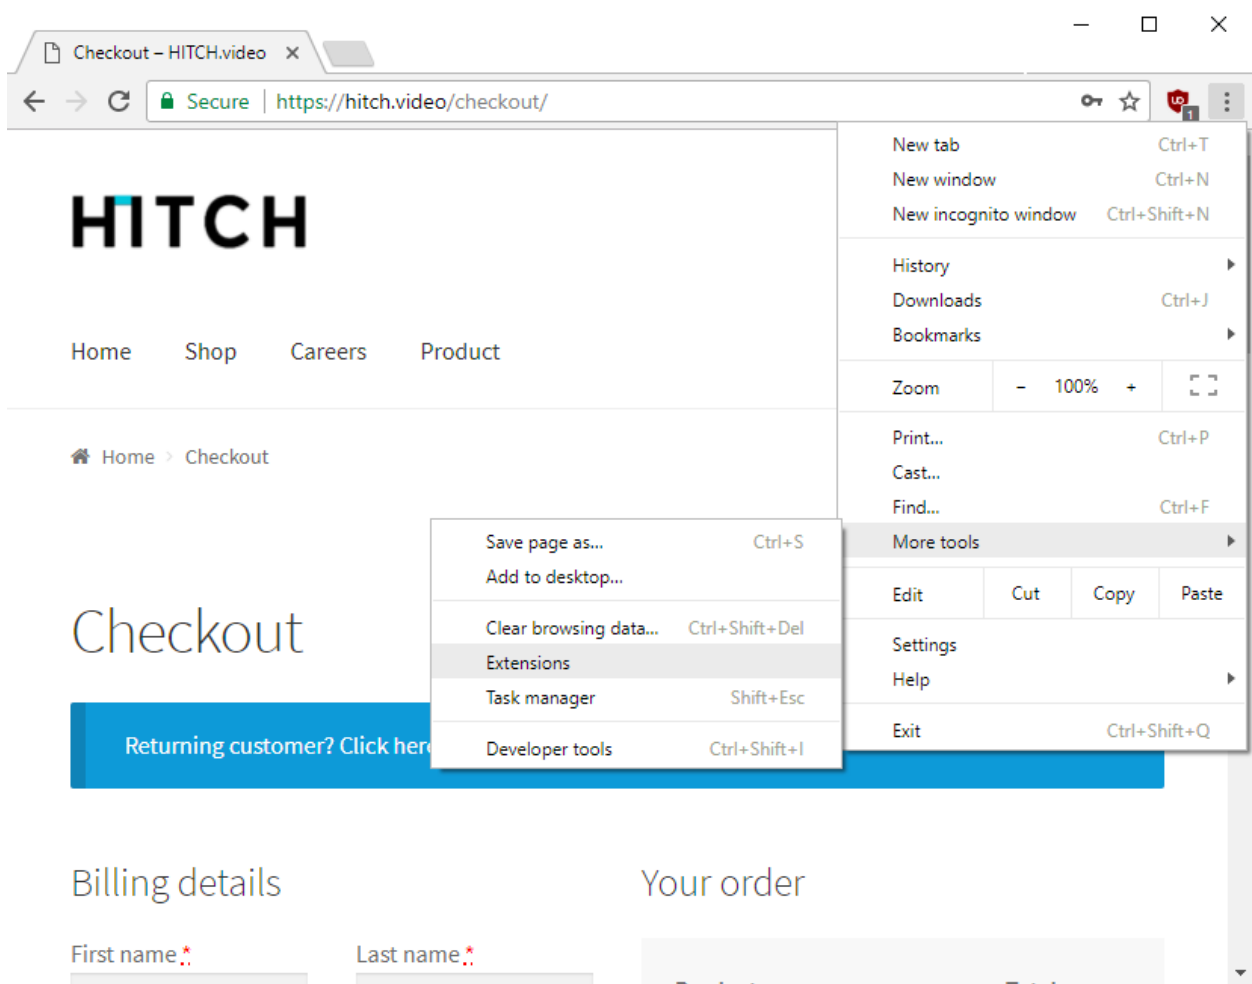 Checkout – HITCH.video
Secure | https://hitch.video/checkout/
1
HITCH
Home Shop Careers Product
Home > Checkout
Checkout
Returning customer? Click
Billing details
Your order
First name *
Last name *
New tab Ctrl+T
New window Ctrl+N
New incognito window Ctrl+Shift+N
History
Downloads Ctrl+J
Bookmarks
Zoom - 100% +
Print... Ctrl+P
Cast...
Find... Ctrl+F
More tools
Edit Cut Copy Paste
Settings
Help
Exit Ctrl+Shift+Q
Save page as... Ctrl+S
Add to desktop...
Clear browsing data... Ctrl+Shift+Del
Extensions
Task manager Shift+Esc
Developer tools Ctrl+Shift+I